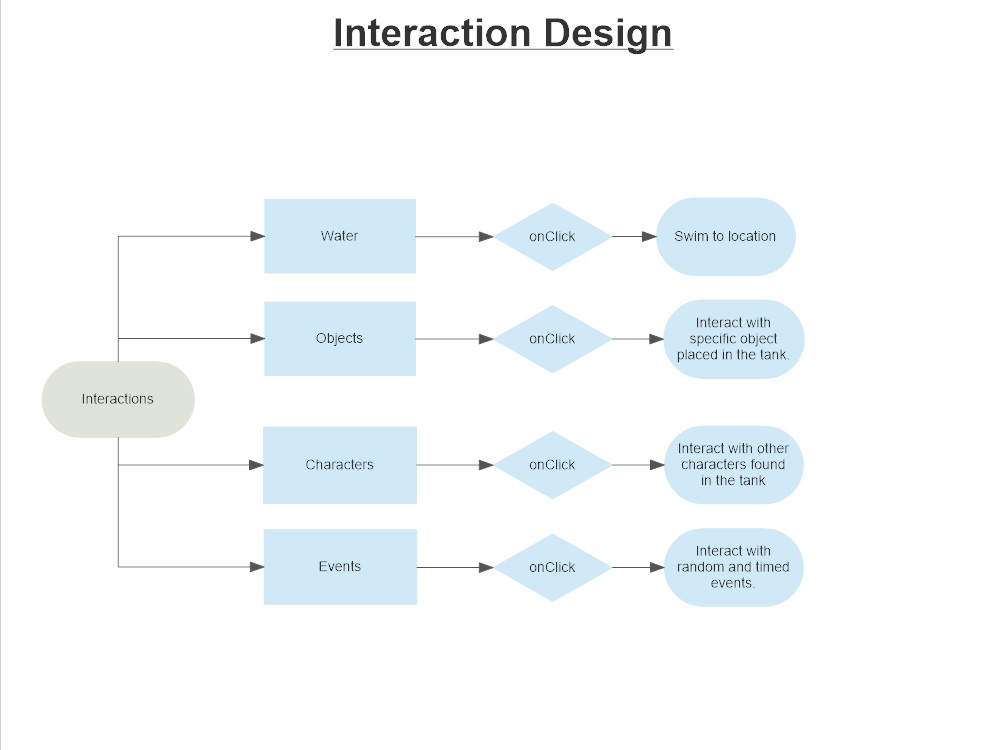 Interaction Design
Water
onClick
Swim to location
Objects
onClick
Interact with
specific object
placed in the tank.
Interactions
Characters
onClick
Interact with other
characters found
in the tank
Events
onClick
Interact with
random and timed
events.